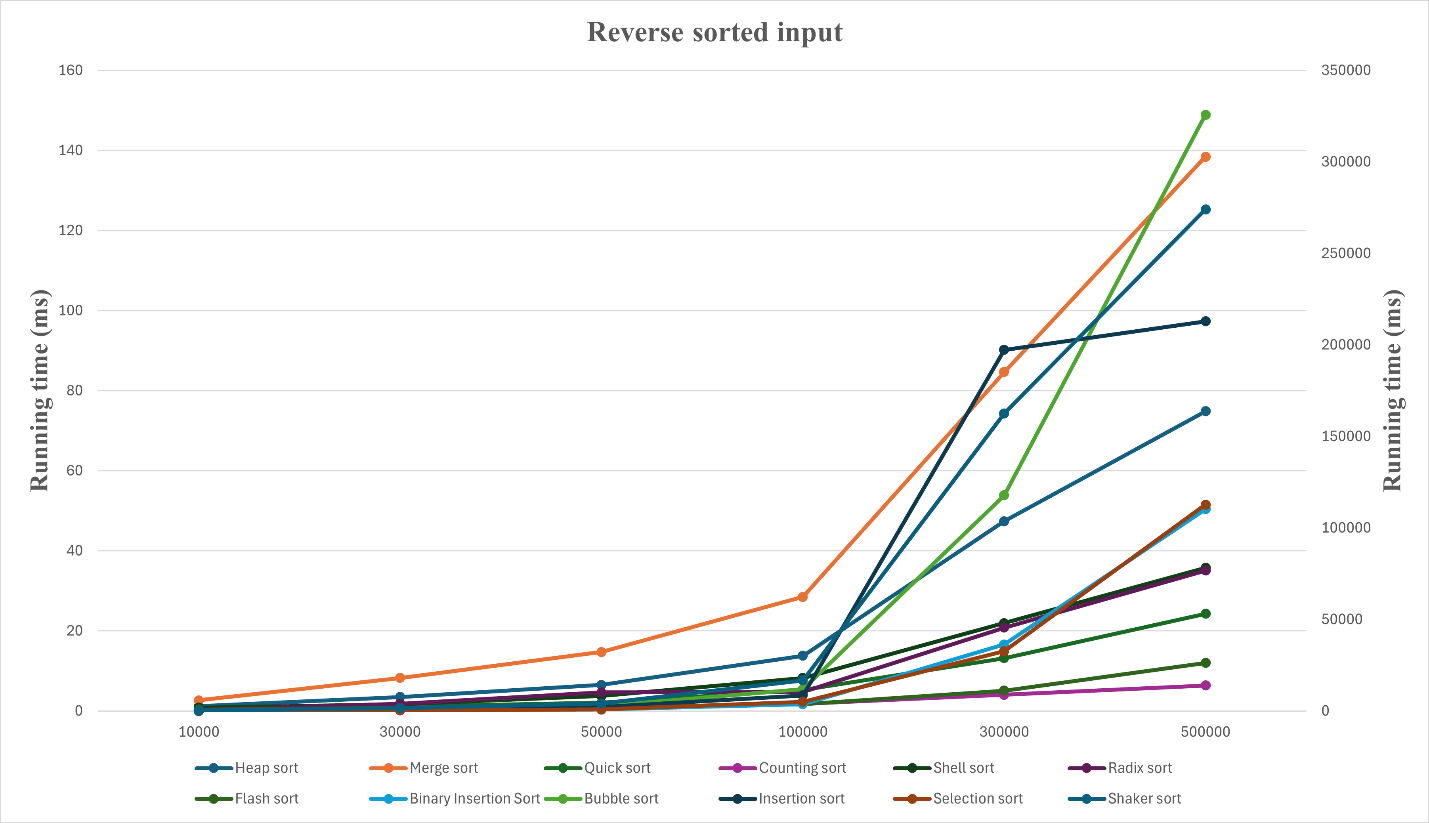 Reverse sorted input
160
140
120
100
80
60
40
20
0
Running time (ms)
350000
300000
250000
200000
150000
100000
50000
0
Running time (ms)
10000 30000 50000 100000 300000 500000
Heap sort Merge sort Quick sort Counting sort Shell sort Radix sort
Flash sort Binary Insertion Sort Bubble sort Insertion sort Selection sort Shaker sort